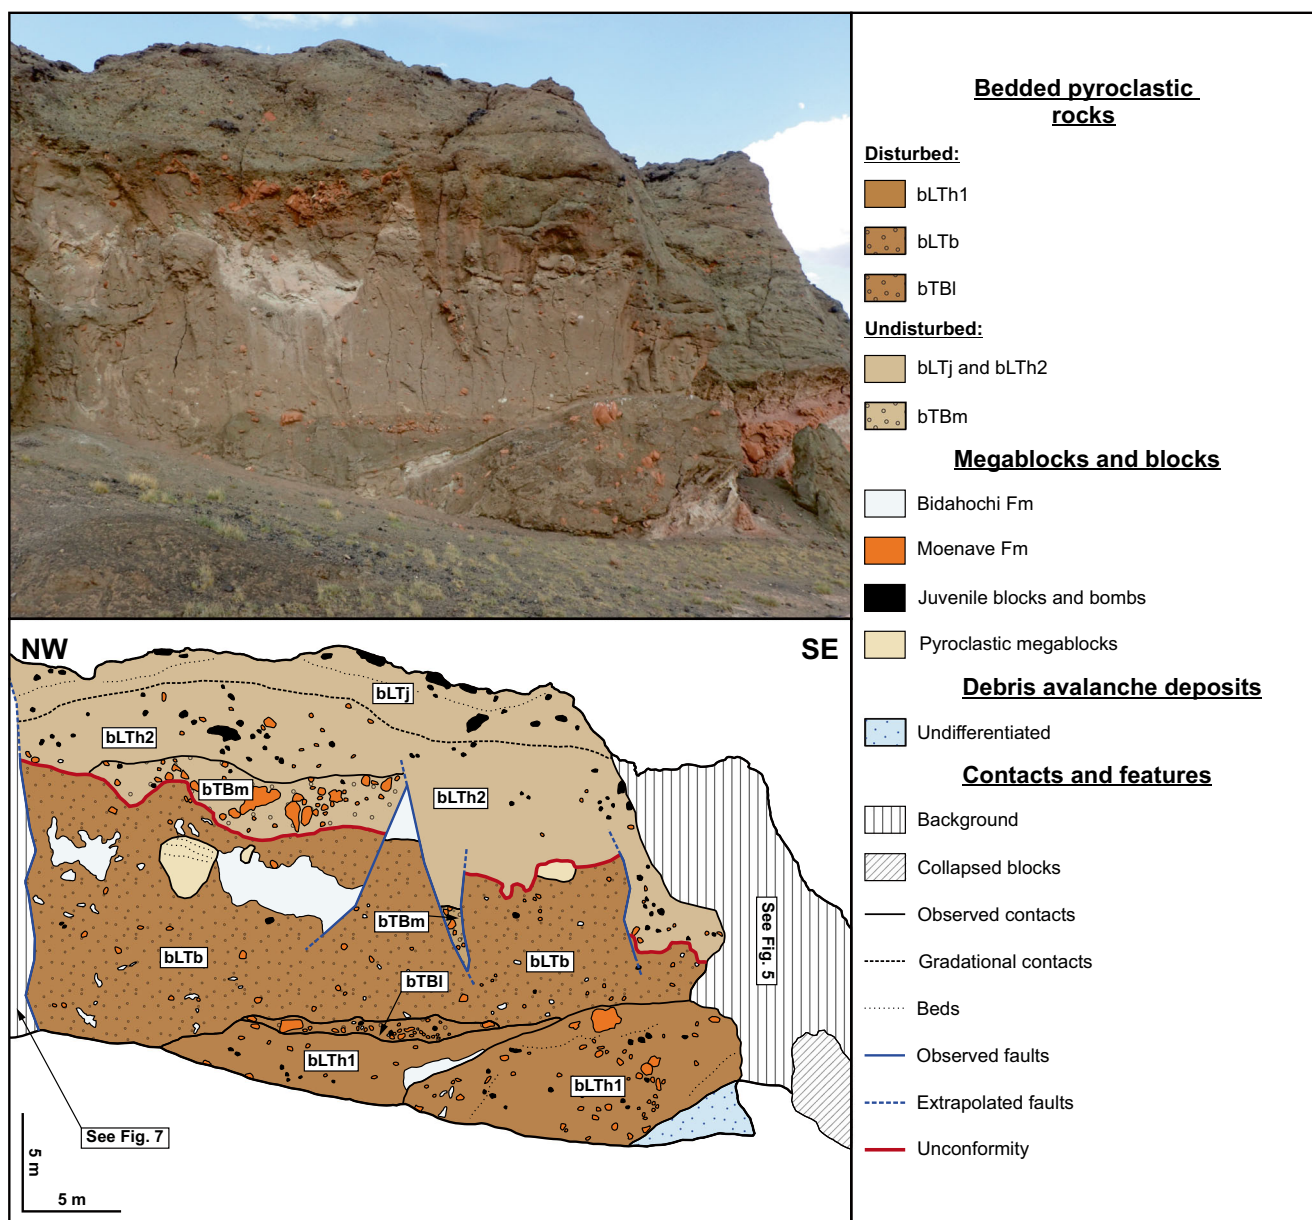 NW
SE
bLTj
bLTh2
bTBm
bLTh2
bTBm
bLTb
bLTb
bTBl
bLTh1
bLTh1
See Fig. 5
See Fig. 7
5 m
5 m
Bedded pyroclastic
rocks
Disturbed:
bLTh1
bLTb
bTBl
Undisturbed:
bLTj and bLTh2
bTBm
Megablocks and blocks
Bidahochi Fm
Moenave Fm
Juvenile blocks and bombs
Pyroclastic megablocks
Debris avalanche deposits
Undifferentiated
Contacts and features
Background
Collapsed blocks
Observed contacts
Gradational contacts
Beds
Observed faults
Extrapolated faults
Unconformity